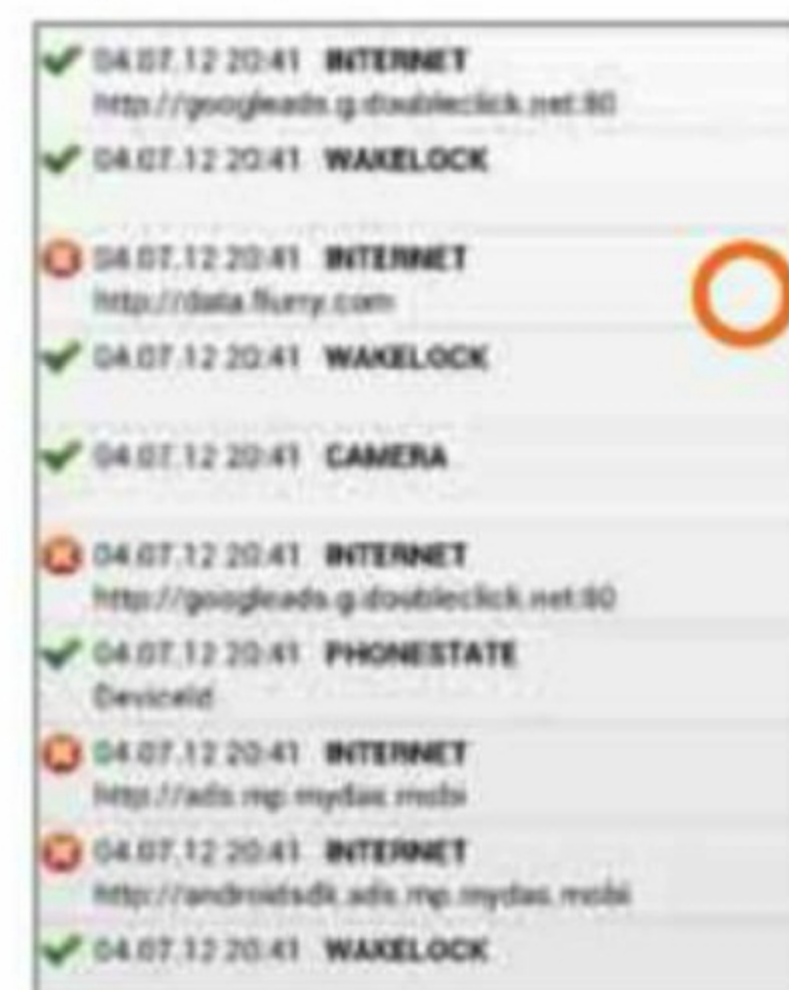 04.07.12 20:41 INTERNET
http://googleads.g.doubleclick.net:80
04.07.12 20:41 WAKELOCK
04.07.12 20:41 INTERNET
http://data.flurry.com
04.07.12 20:41 WAKELOCK
04.07.12 20:41 CAMERA
04.07.12 20:41 INTERNET
http://googleads.g.doubleclick.net:80
04.07.12 20:41 PHONESTATE
DeviceId
04.07.12 20:41 INTERNET
http://ads.mp.mydas.mobi
04.07.12 20:41 INTERNET
http://androidsdk.ads.mp.mydas.mobi
04.07.12 20:41 WAKELOCK